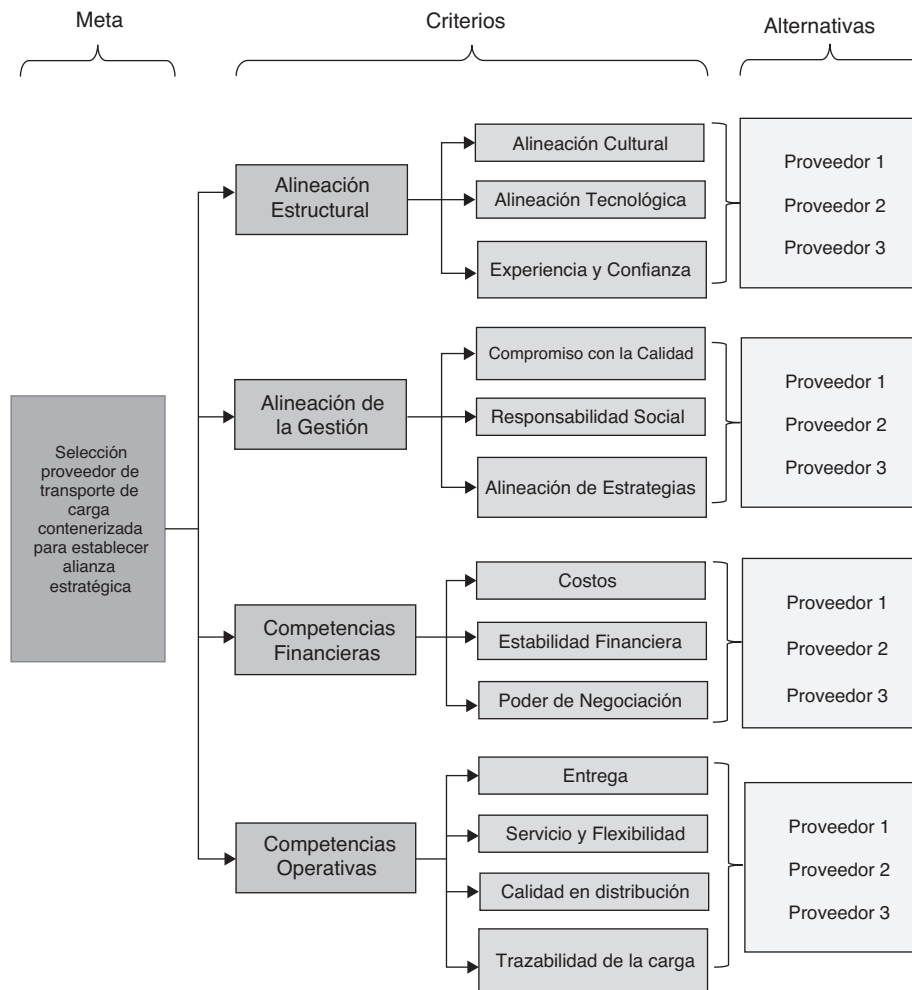 Meta
Criterios
Alternativas
Selección
proveedor de
transporte de
carga
contenerizada
para establecer
alianza
estratégica
Alineación
Estructural
Alineación Cultural
Alineación Tecnológica
Experiencia y Confianza
Proveedor 1
Proveedor 2
Proveedor 3
Alineación de
la Gestión
Compromiso con la Calidad
Responsabilidad Social
Alineación de Estrategias
Proveedor 1
Proveedor 2
Proveedor 3
Competencias
Financieras
Costos
Estabilidad Financiera
Poder de Negociación
Proveedor 1
Proveedor 2
Proveedor 3
Competencias
Operativas
Entrega
Servicio y Flexibilidad
Calidad en distribución
Trazabilidad de la carga
Proveedor 1
Proveedor 2
Proveedor 3